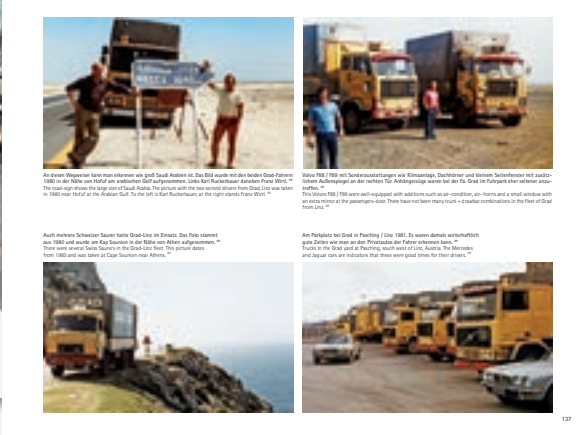 MECCA
An diesen Wegweiser kann man erkennen wie groß Saudi Arabien ist. Das Bild wurde mit den beiden Grad-Fahrern
1980 in der Nähe von Hofuf am arabischen Golf aufgenommen. Links Karl Ruckerbauer daneben Franz Wirtl.
The road-sign shows the large size of Saudi Arabia. The picture with the two second drivers from Grad, Linz was taken
in 1980 near Hofuf at the Arabian Gulf. To the left is Karl Ruckerbauer, at the right stands Franz Wirtl.
Volvo F88 / F89 mit Sonderausstattungen wie Klimaanlage, Dachhörner und kleinem Seitenfenster mit zusätz-
lichem Außenspiegel an der rechten Tür. Anhängerzüge waren bei der Fa. Grad im Fuhrpark eher seltener anzu-
treffen.
This Volvos F88 / F89 were well-equipped with additions such as air-condition, air-horns and a small window with
an extra mirror at the passengers-door. There have not been many truck + drawbar combinations in the fleet of Grad
from Linz.
Auch mehrere Schweizer Saurer hatte Grad-Linz im Einsatz. Das Foto stammt
aus 1980 und wurde am Kap Sounion in der Nähe von Athen aufgenommen.
There were several Swiss Saurers in the Grad-Linz fleet. This picture dates
from 1980 and was taken at Cape Sounion near Athens.
Am Parkplatz bei Grad in Pasching / Linz 1981. Es waren damals wirtschaftlich
gute Zeiten wie man an den Privatautos der Fahrer erkennen kann.
Trucks in the Grad yard at Pasching, south west of Linz, Austria. The Mercedes
and Jaguar cars are indicators that these were good times for their drivers.
GRAD
137